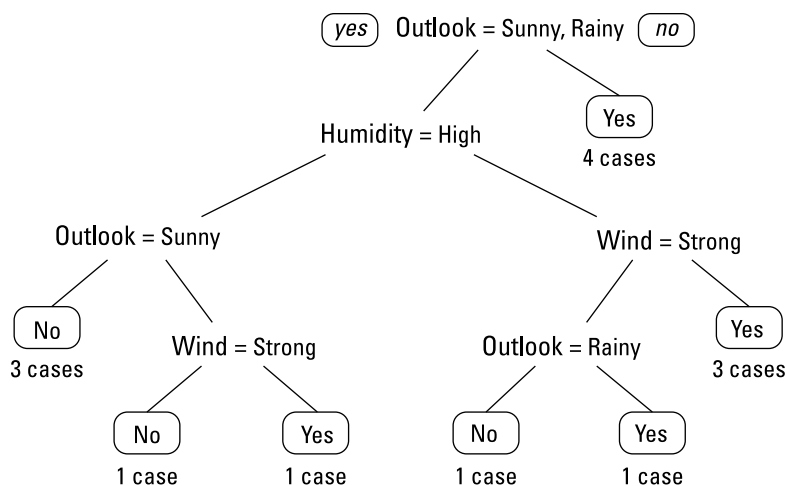 yes Outlook = Sunny, Rainy no
Yes
Humidity = High
4 cases
Outlook = Sunny
Wind = Strong
No
Yes
Wind = Strong
Outlook = Rainy
3 cases
3 cases
No
Yes
No
Yes
1 case
1 case
1 case
1 case